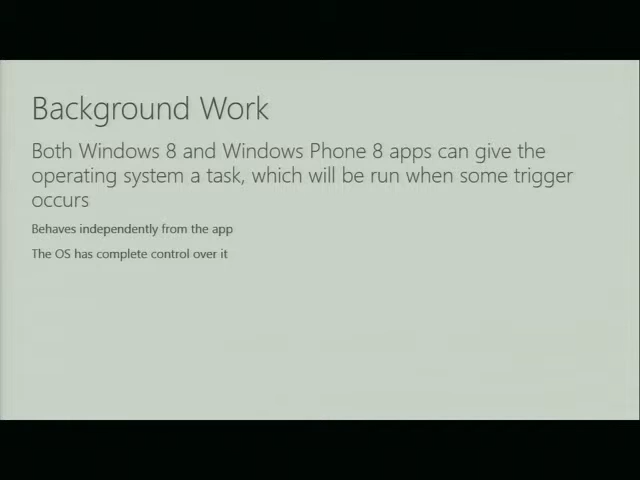 Background Work
Both Windows 8 and Windows Phone 8 apps can give the
operating system a task, which will be run when some trigger
occurs
Behaves independently from the app
The OS has complete control over it